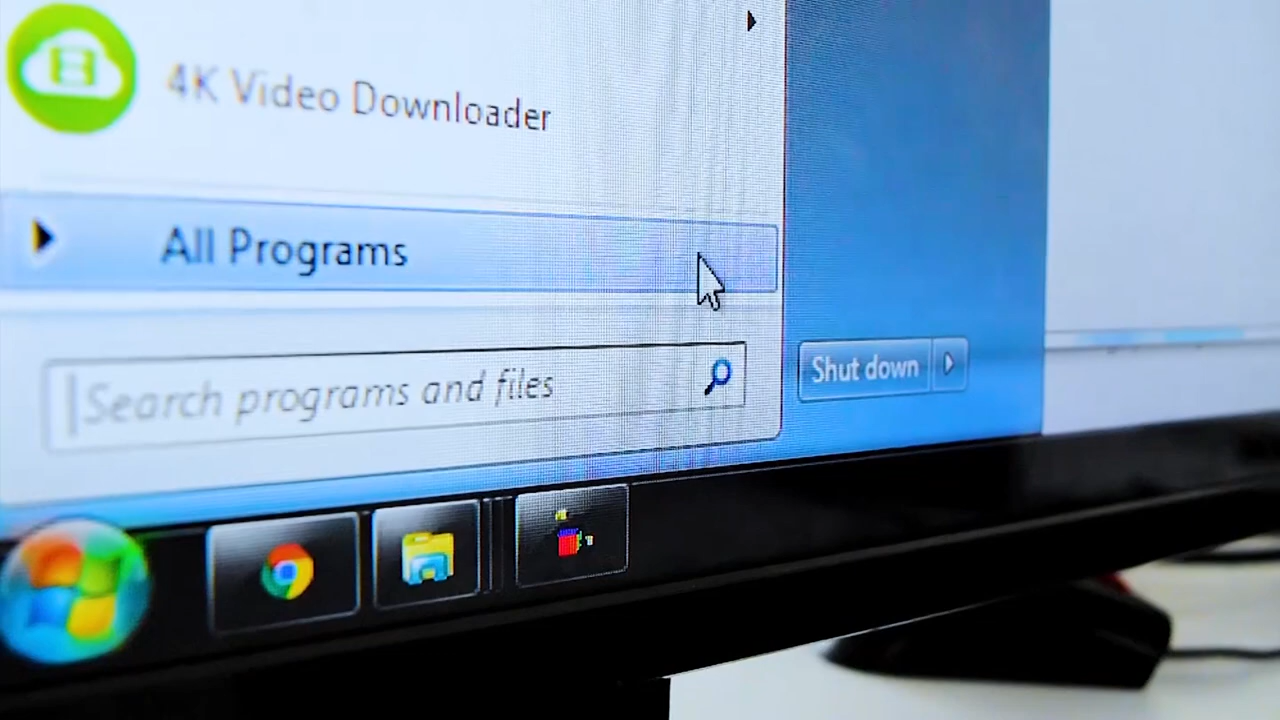 4K Video Downloader
All Programs
Search programs and files
Shut down